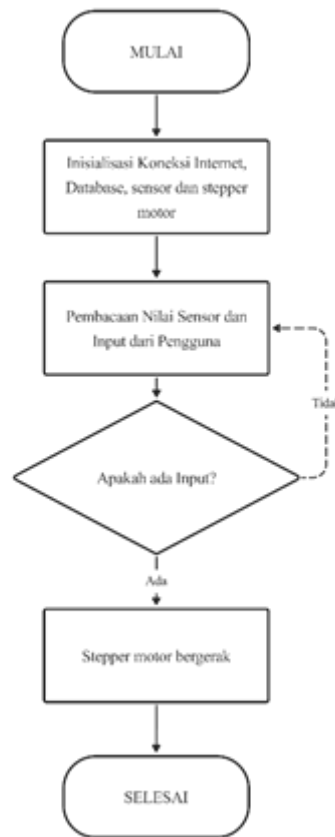 MULAI
Inisialisasi Koneksi Internet,
Database, sensor dan stepper
motor
Pembacaan Nilai Sensor dan
Input dari Pengguna
Tida
Apakah ada Input?
Ada
Stepper motor bergerak
SELESAI